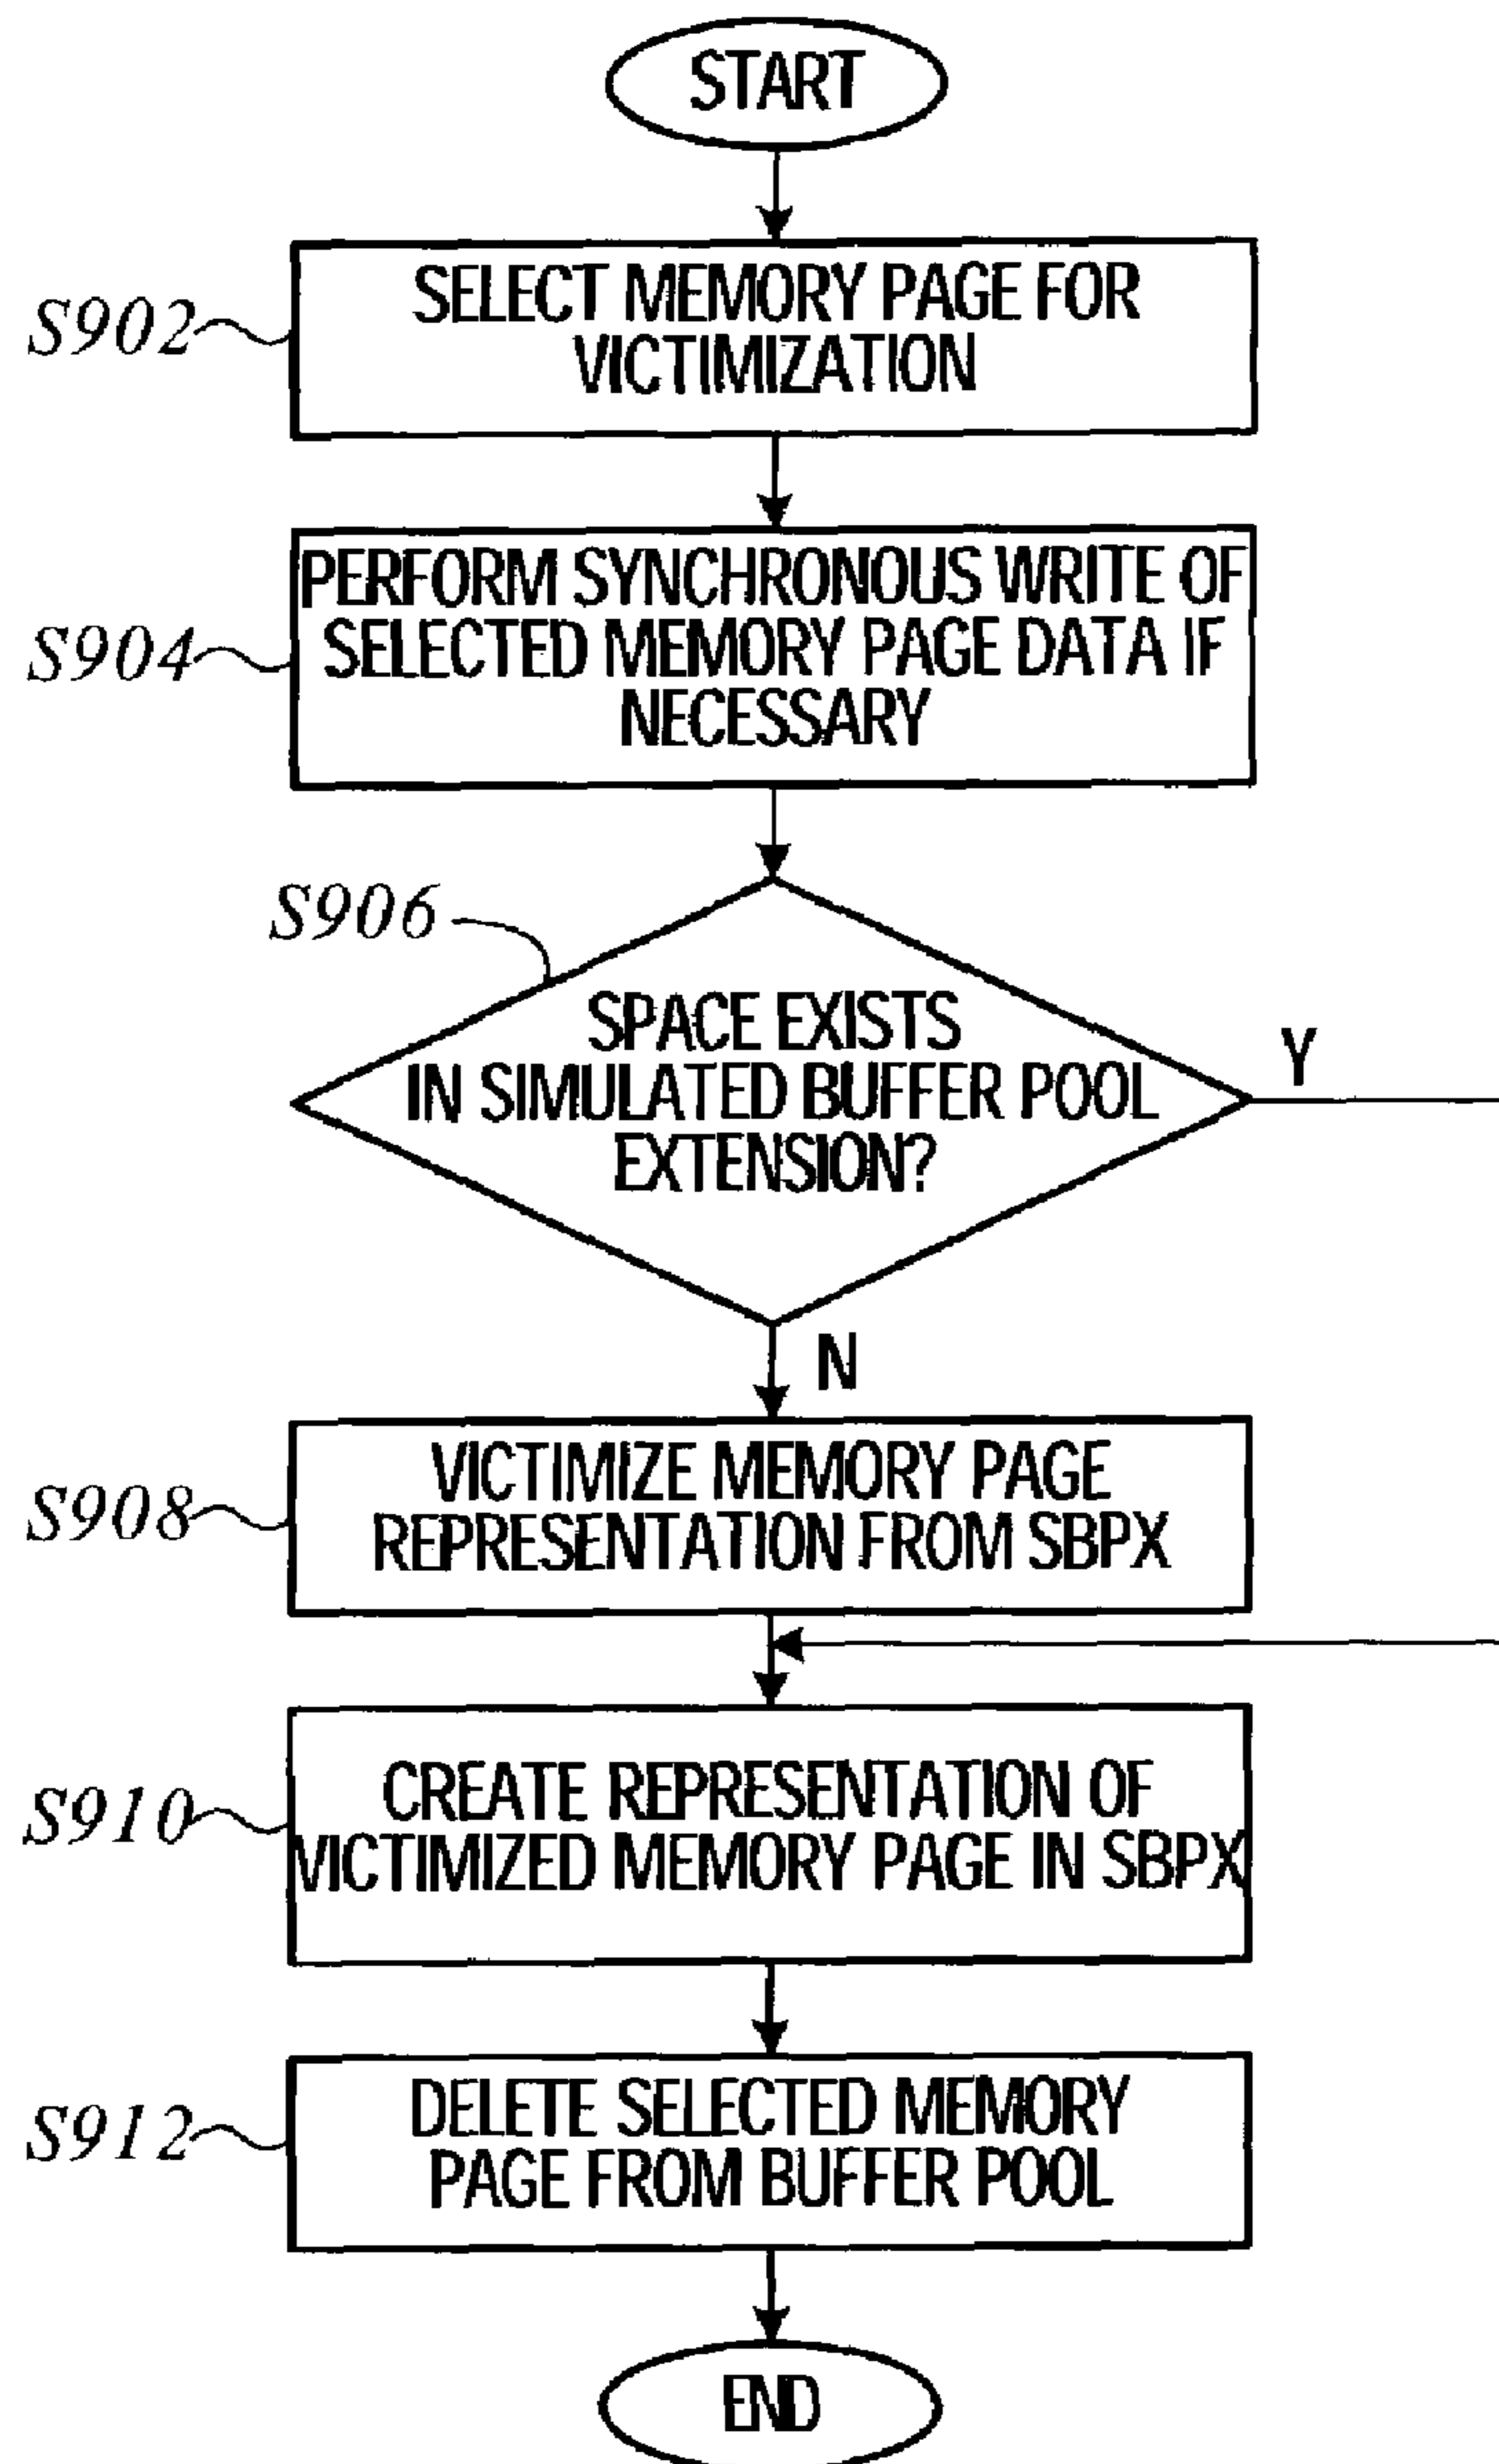 START
S902
SELECT MEMORY PAGE FOR
VICTIMIZATION
S904
PERFORM SYNCHRONOUS WRITE OF
SELECTED MEMORY PAGE DATA IF
NECESSARY
S906
SPACE EXISTS
IN SIMULATED BUFFER POOL
EXTENSION?
Y
N
S908
VICTIMIZE MEMORY PAGE
REPRESENTATION FROM SBPX
S910
CREATE REPRESENTATION OF
VICTIMIZED MEMORY PAGE IN SBPX
S912
DELETE SELECTED MEMORY
PAGE FROM BUFFER POOL
END